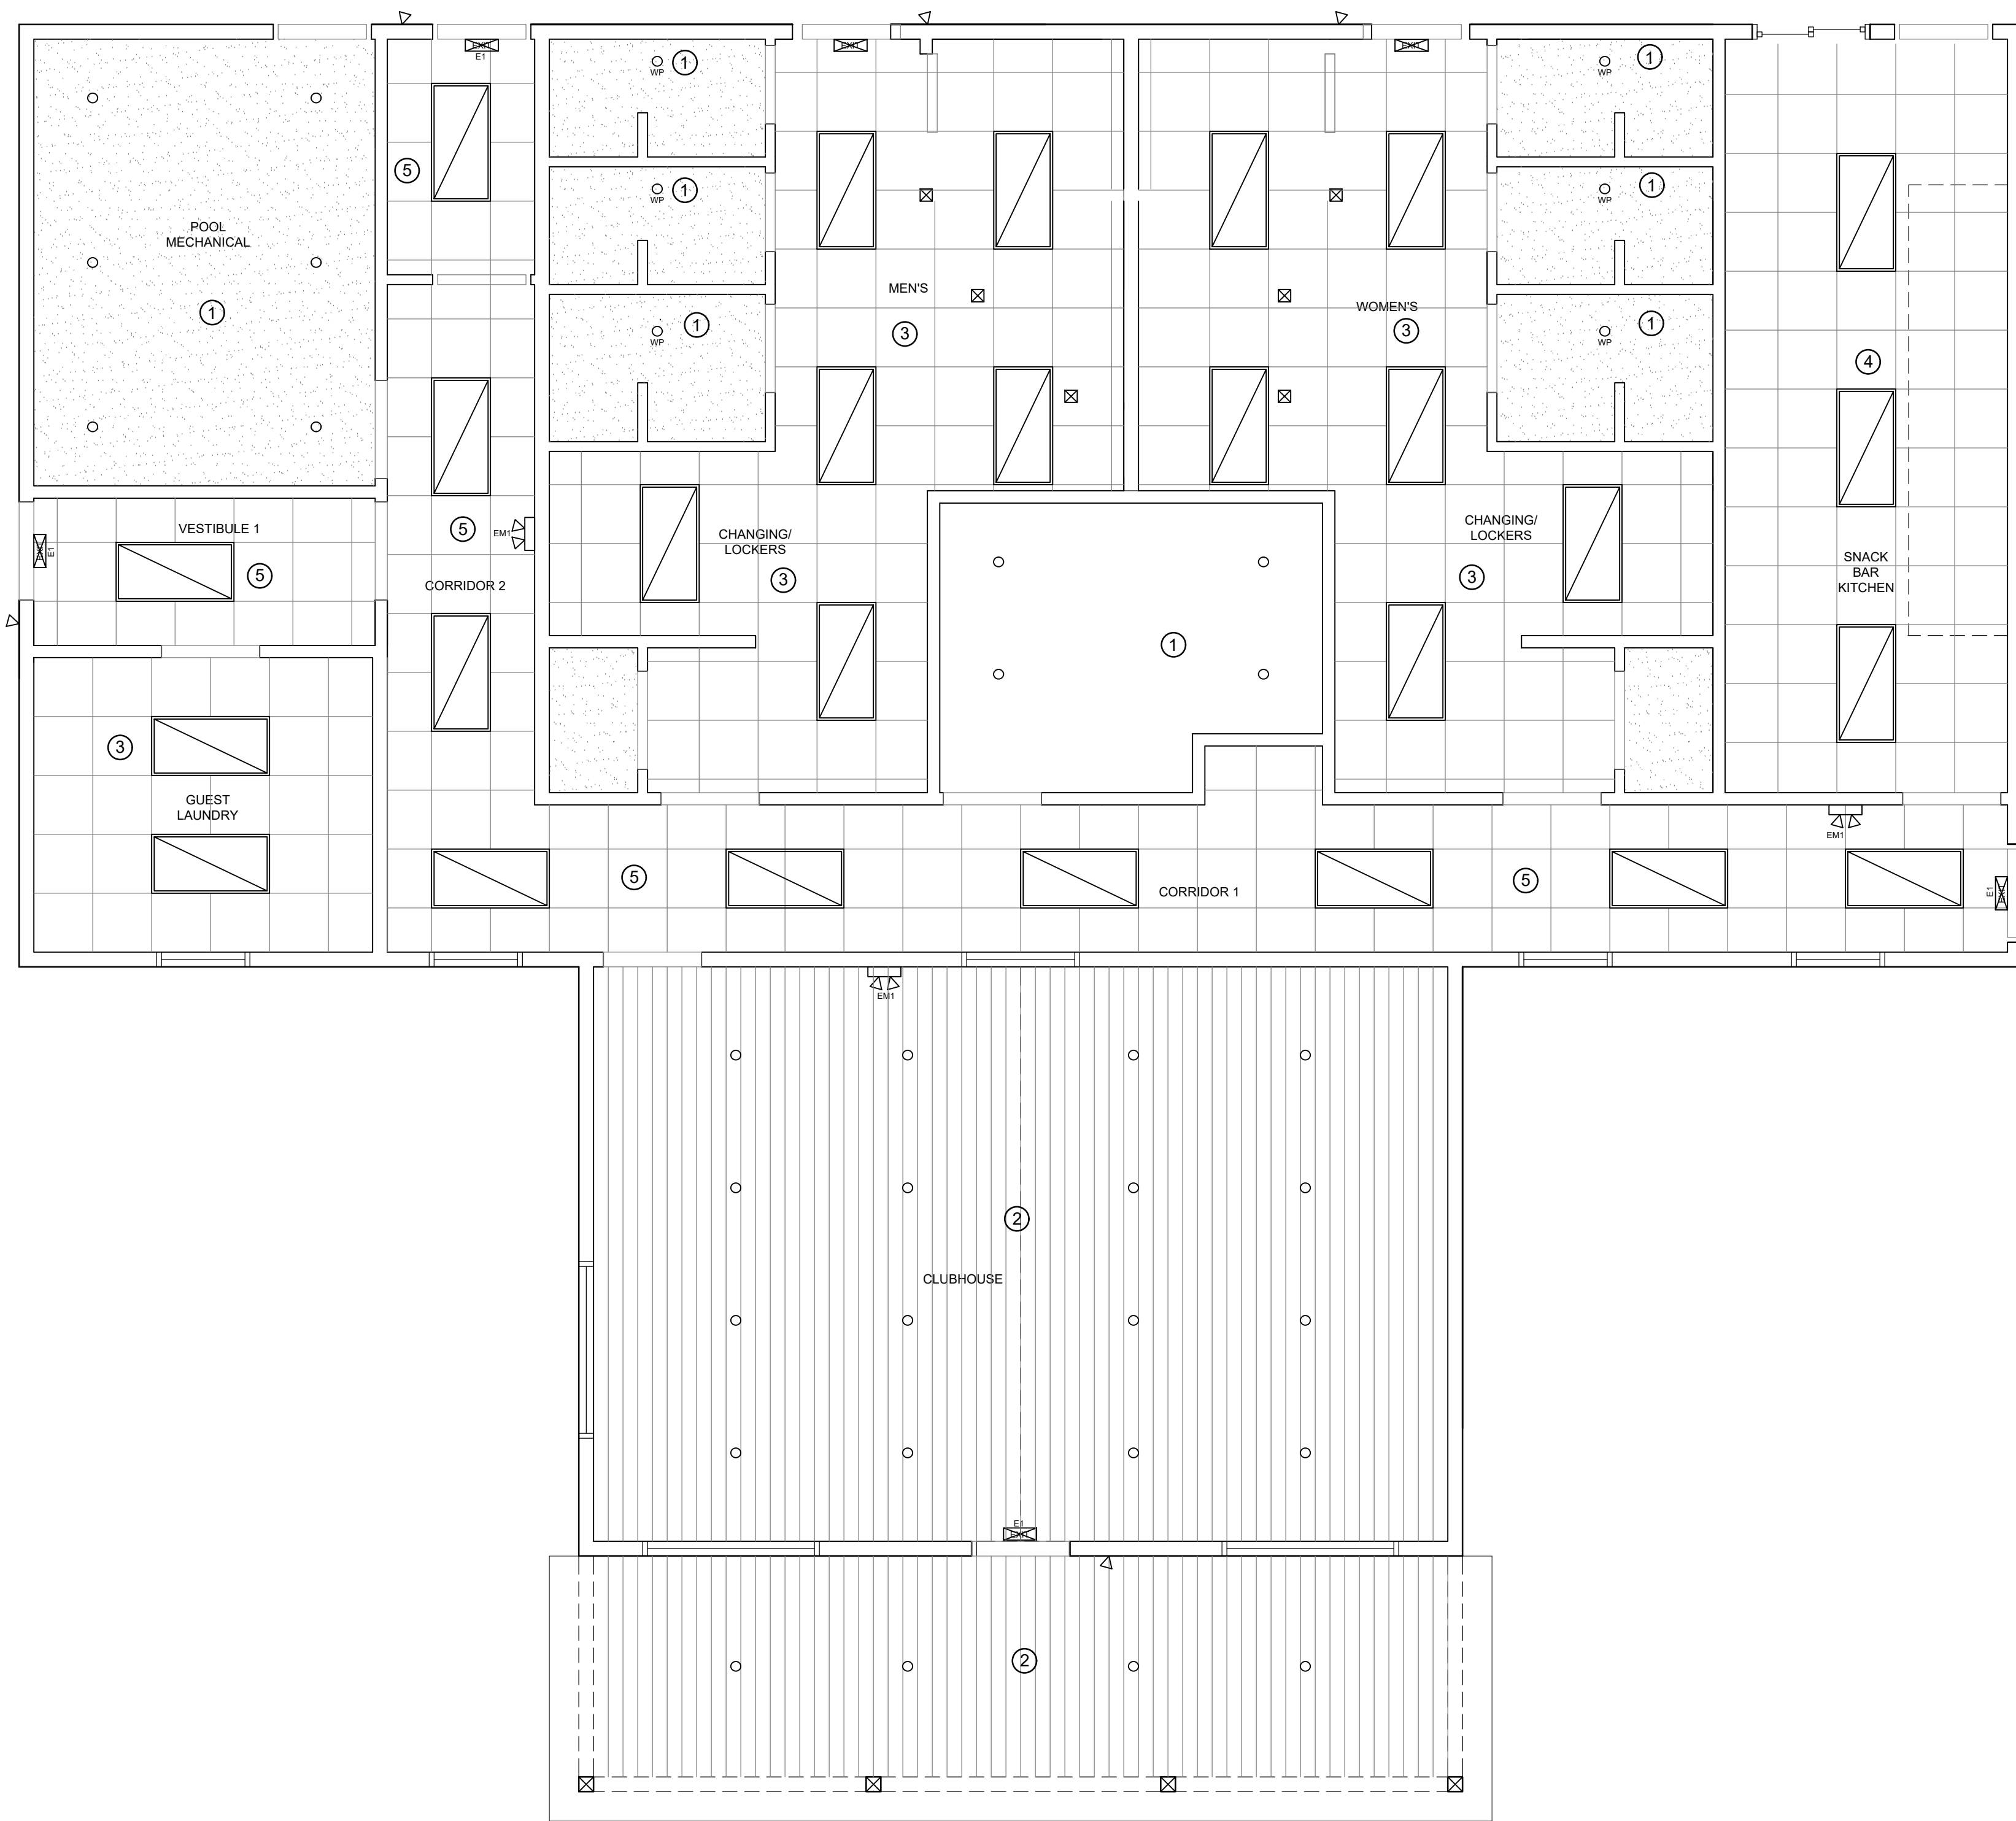 EXIT
E1
EXIT
EXIT
1
WP
1
WP
5
1
WP
1
WP
POOL
MECHANICAL
MEN'S
WOMEN'S
1
1
WP
3
3
1
WP
4
VESTIBULE 1
EXIT
E1
5
5
EM1
CORRIDOR 2
CHANGING/
LOCKERS
3
CHANGING/
LOCKERS
3
SNACK
BAR
KITCHEN
1
3
GUEST
LAUNDRY
EM1
5
CORRIDOR 1
5
E1
EXIT
EM1
2
CLUBHOUSE
E1
EXIT
2